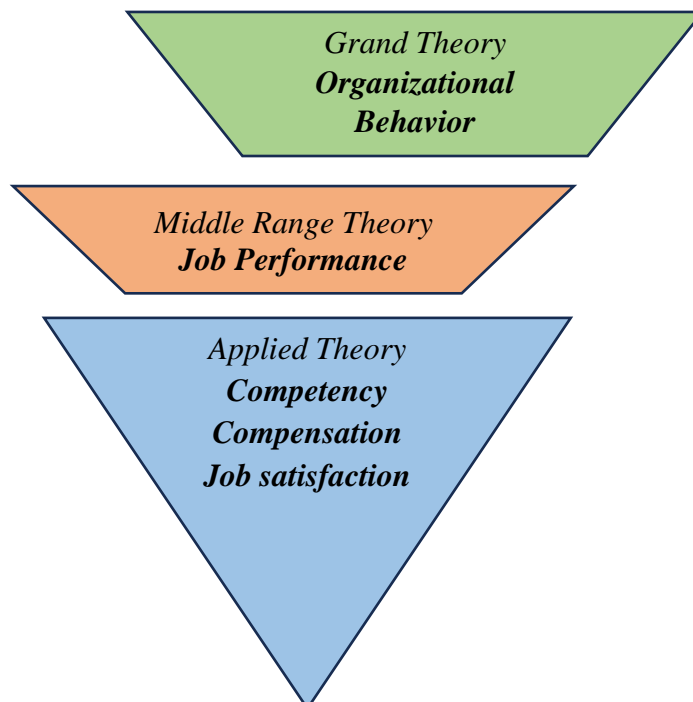 Grand Theory
Organizational
Behavior
Middle Range Theory
Job Performance
Applied Theory
Competency
Compensation
Job satisfaction